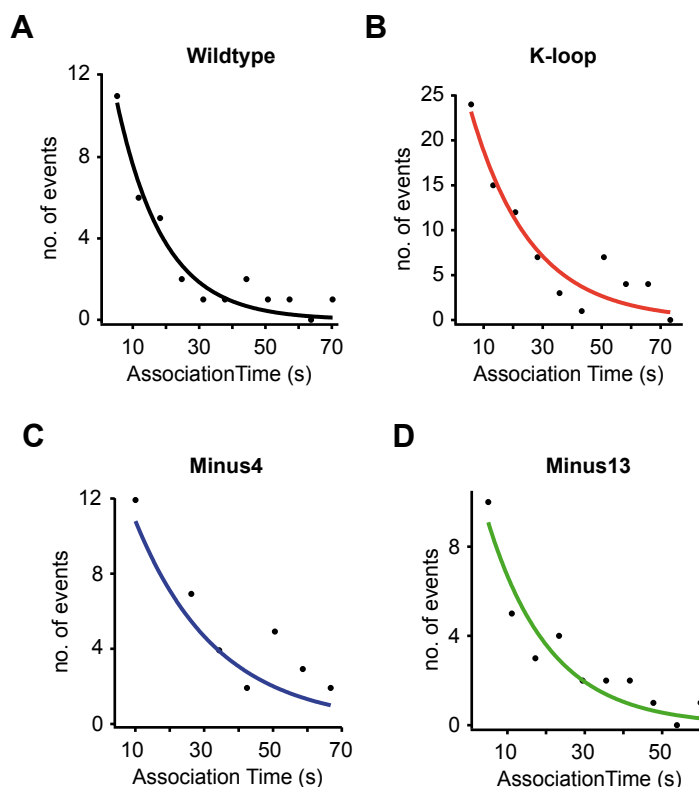 A
Wildtype
12
8
4
0
no. of events
10
30
50
70
AssociationTime (s)
B
K-loop
25
20
15
10
5
0
no. of events
10
30
50
70
Association Time (s)
C
Minus4
12
8
4
0
no. of events
10
30
50
70
Association Time (s)
D
Minus13
8
4
0
no. of events
10
30
50
AssociationTime (s)